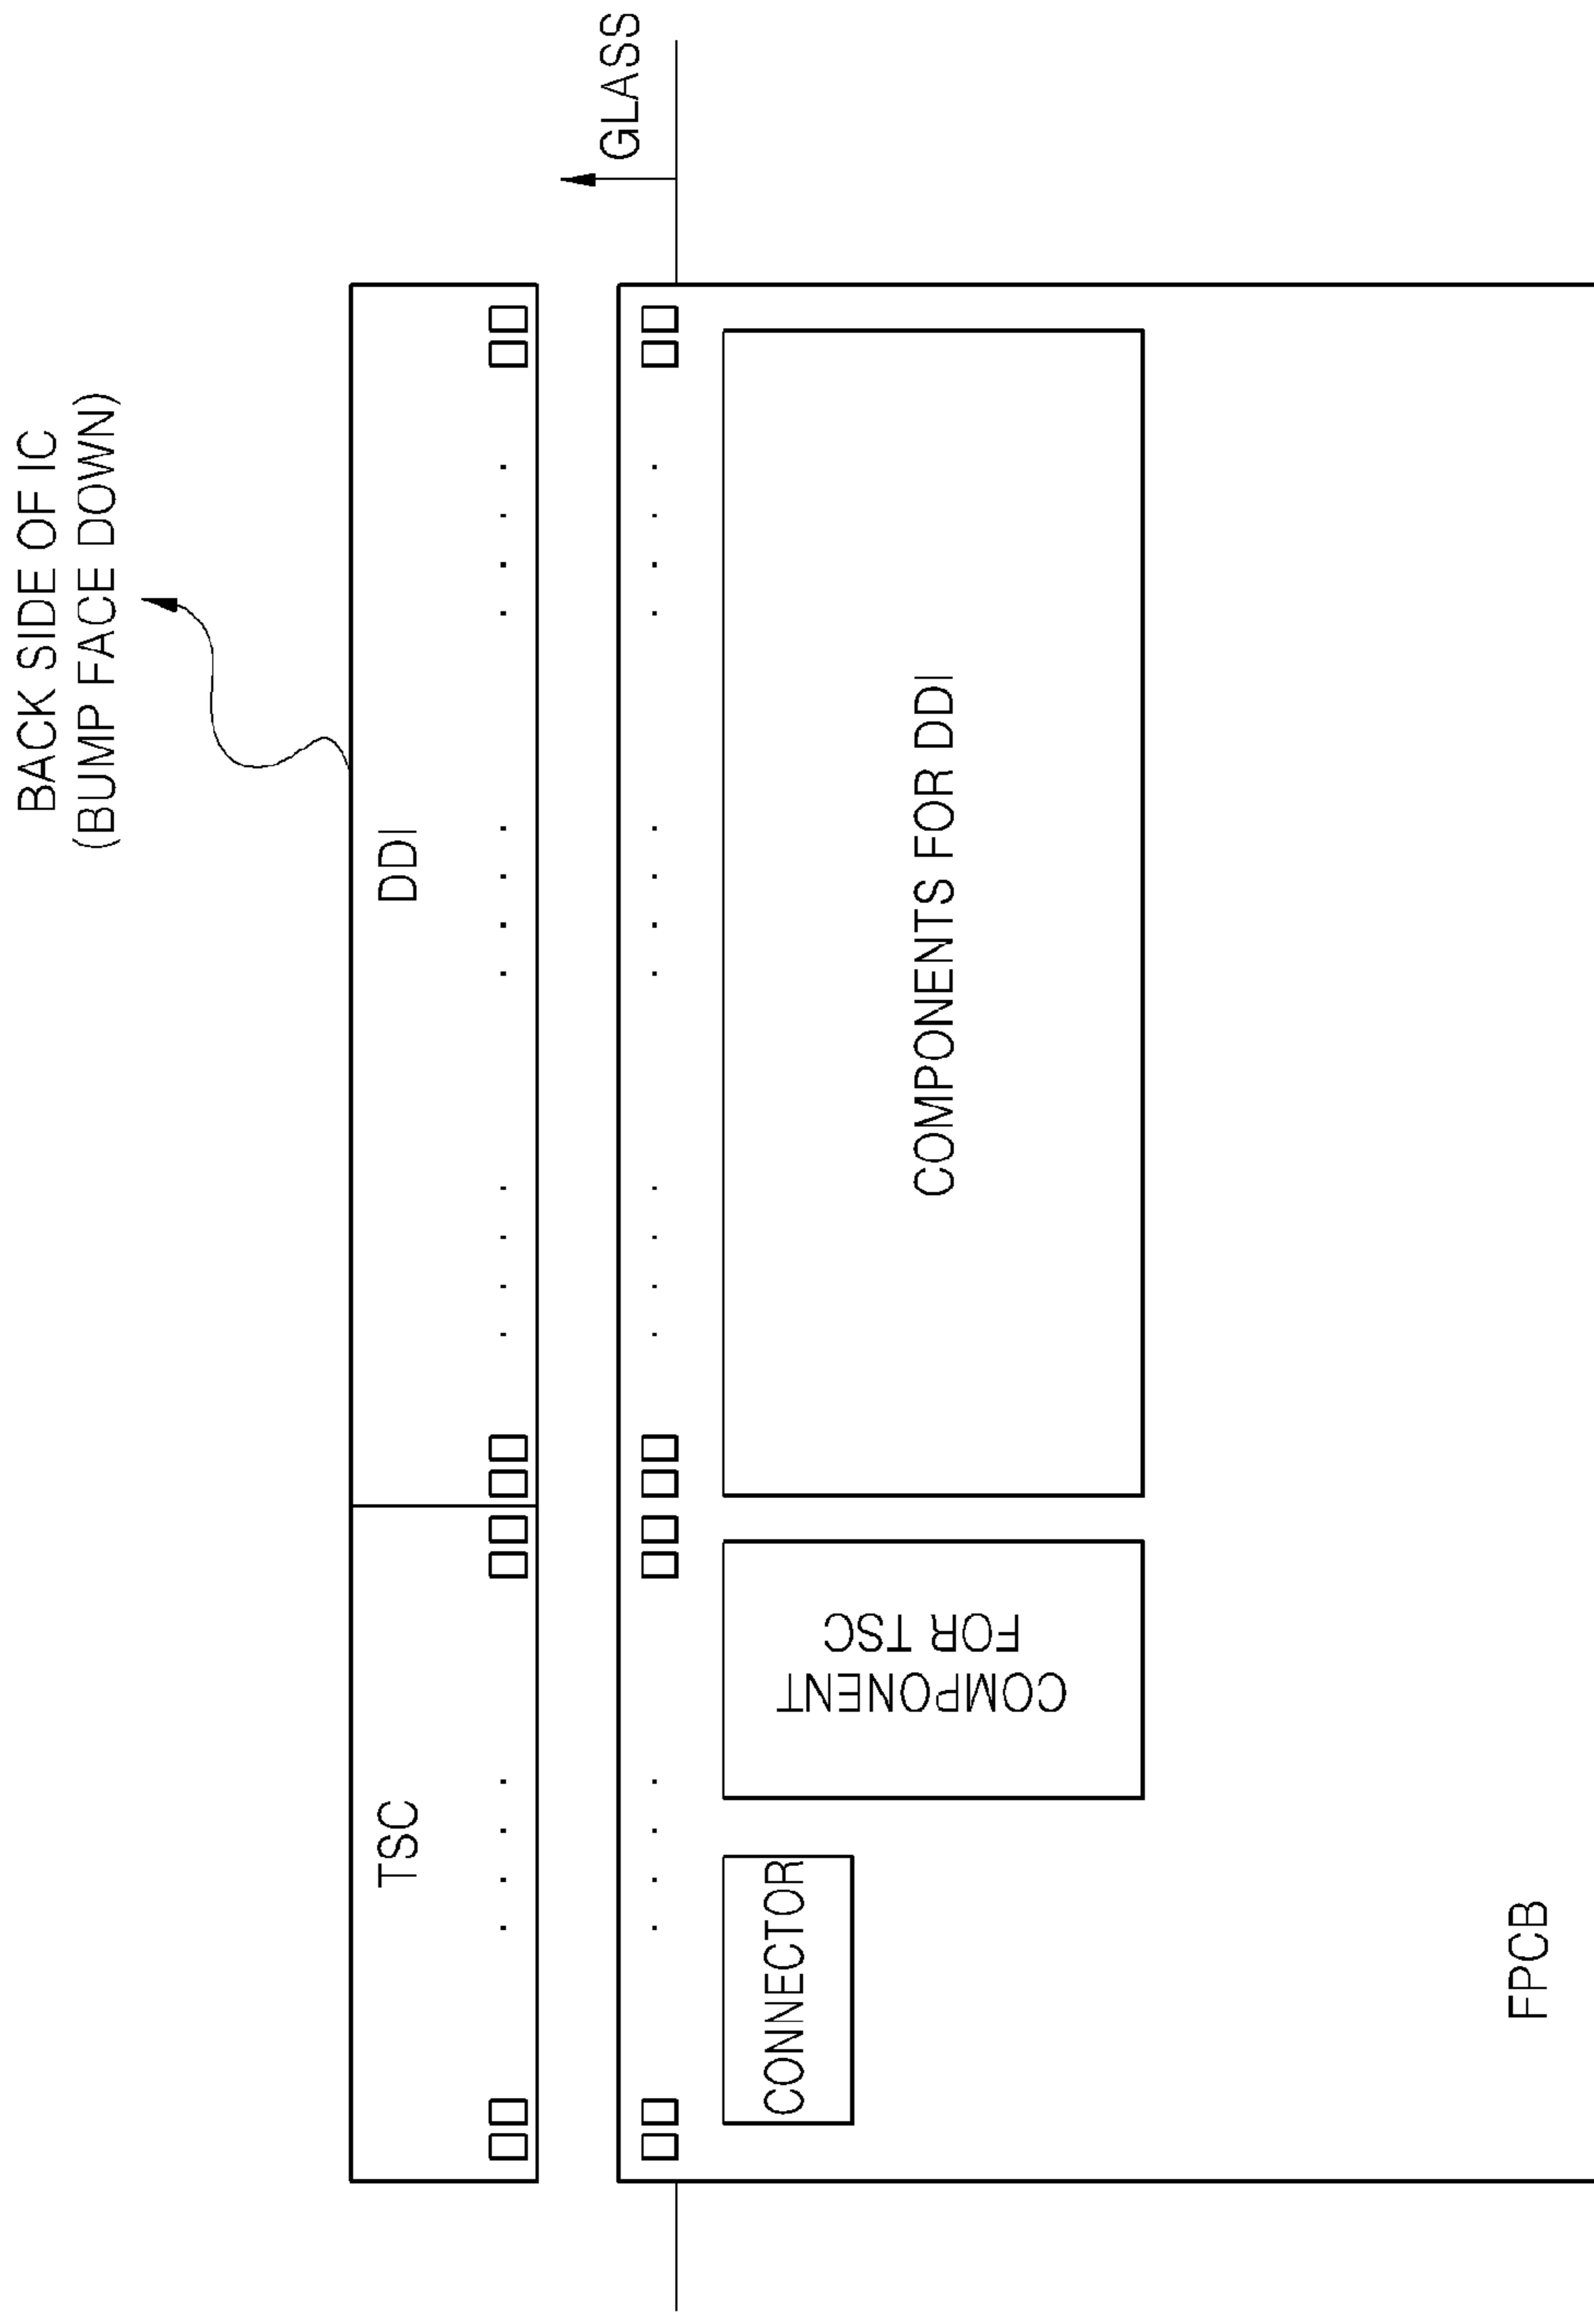 BACK SIDE OF IC
(BUMP FACE DOWN)
GLASS
TSC
DDI
CONNECTOR
COMPONENT
FOR TSC
COMPONENTS FOR DDI
FPCB